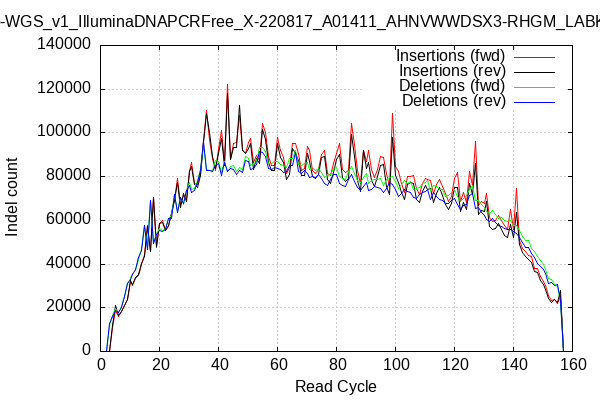 -WGS_v1_IlluminaDNAPCRFree_X-220817_A01411_AHNVWWDSX3-RHGM_LABK
Insertions (fwd)
Insertions (rev)
Deletions (fwd)
Deletions (rev)
Indel count
140000
120000
100000
80000
60000
40000
20000
0
0 20 40 60 80 100 120 140 160
Read Cycle